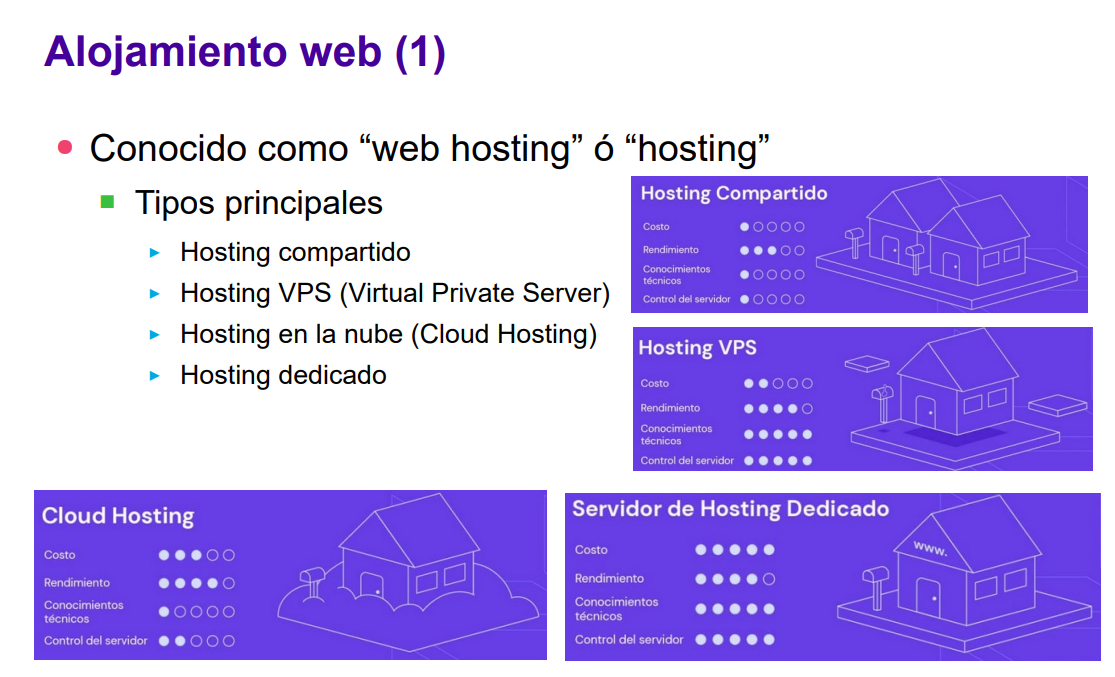 Alojamiento web (1)
Conocido como “web hosting” ó “hosting”
Tipos principales
Hosting compartido
Hosting VPS (Virtual Private Server)
Hosting en la nube (Cloud Hosting)
Hosting dedicado
Hosting Compartido
Costo
Rendimiento
Conocimientos
técnicos
Control del servidor
Hosting VPS
Costo
Rendimiento
Conocimientos
técnicos
Control del servidor
Cloud Hosting
Costo
Rendimiento
Conocimientos
técnicos
Control del servidor
Servidor de Hosting Dedicado
Costo
Rendimiento
Conocimientos
técnicos
Control del servidor
www.